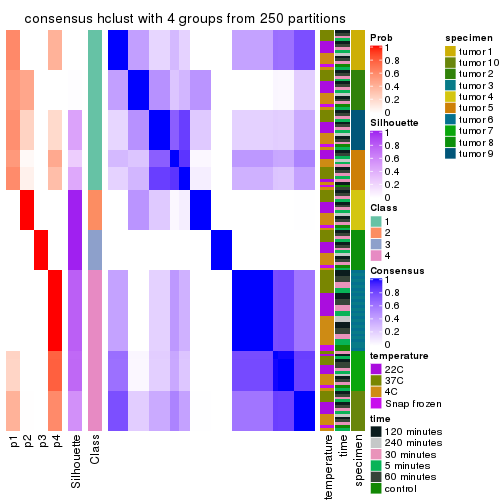 consensus hclust with 4 groups from 250 partitions
Prob
1
0.8
0.6
0.4
0.2
0
Silhouette
1
0.8
0.6
0.4
0.2
0
Class
1
2
3
4
Consensus
1
0.8
0.6
0.4
0.2
0
temperature
22C
37C
4C
Snap frozen
time
120 minutes
240 minutes
30 minutes
5 minutes
60 minutes
control
specimen
tumor 1
tumor 10
tumor 2
tumor 3
tumor 4
tumor 5
tumor 6
tumor 7
tumor 8
tumor 9
p1
p2
p3
p4
Silhouette
Class
temperature
time
specimen